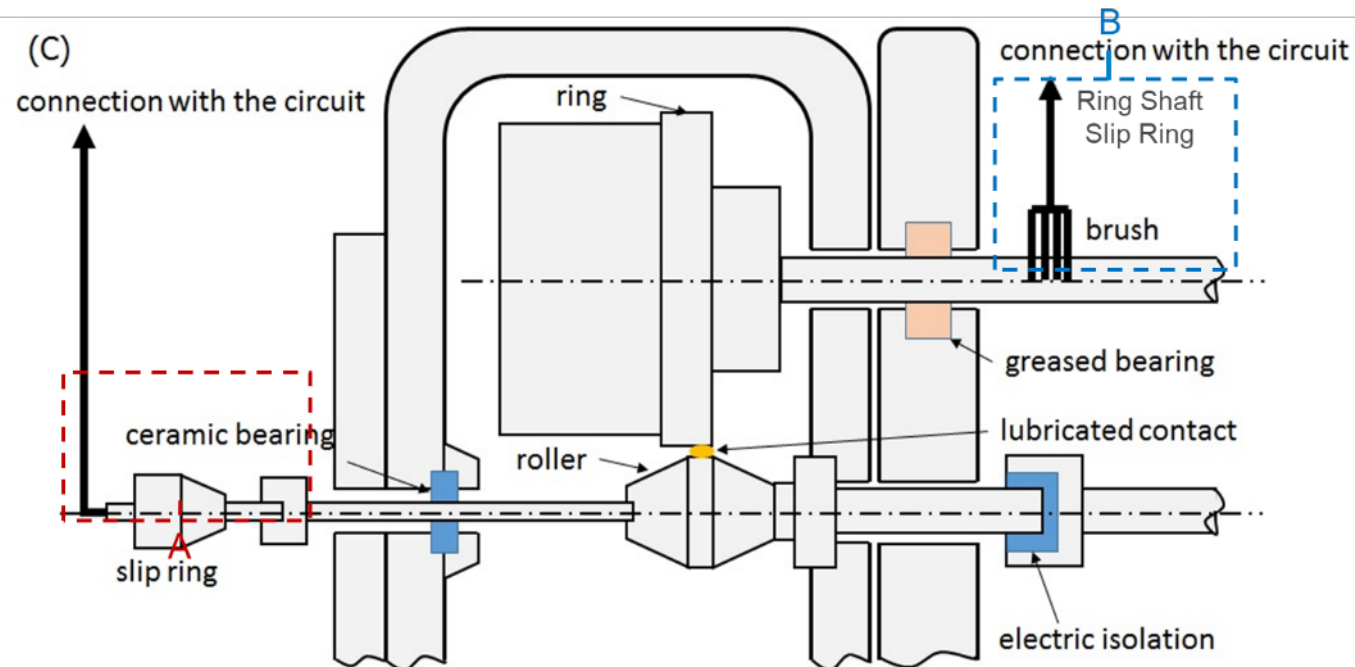 B
(C)
connection with the circuit
connection with the circuit
ring
Ring Shaft
Slip Ring
brush
greased bearing
ceramic bearing
lubricated contact
roller
A
slip ring
electric isolation